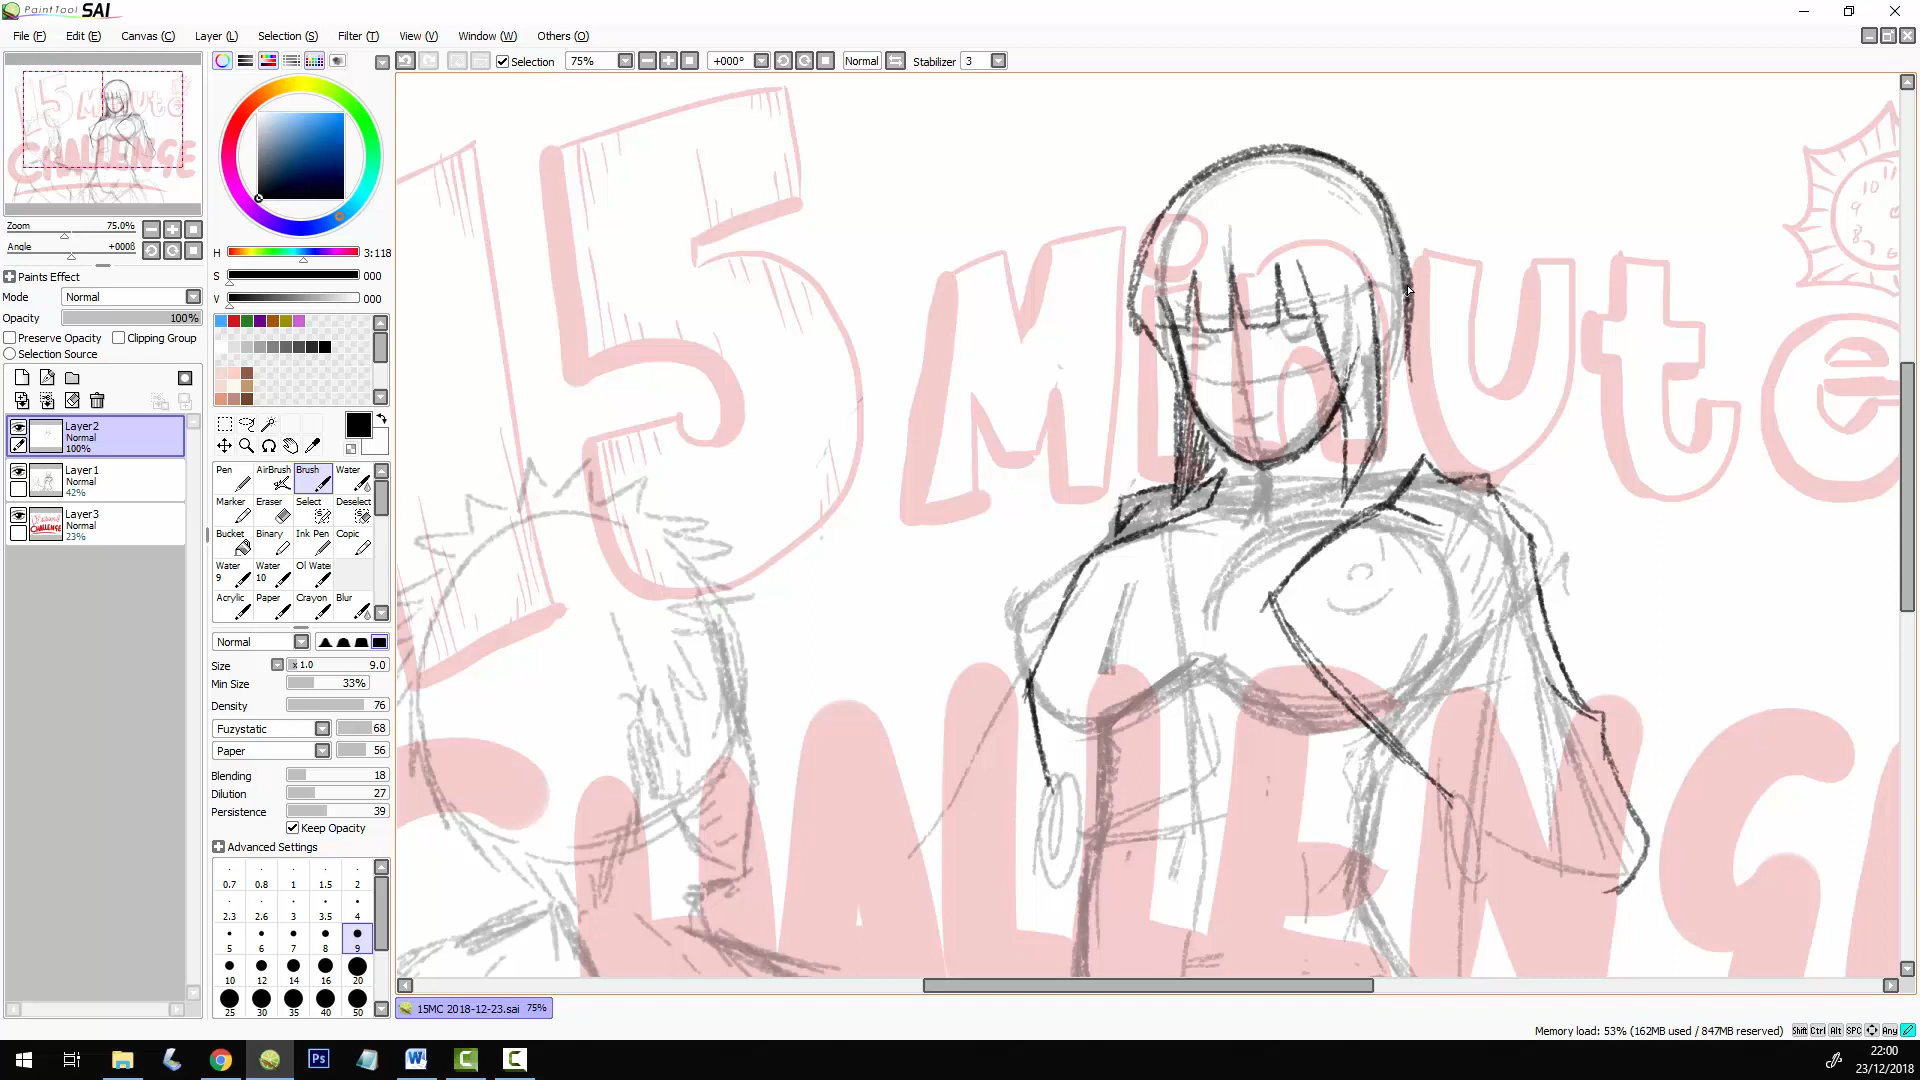 PaintTool SAI
File (F) Edit (E) Canvas (C) Layer (L) Selection (S) Filter (T) View (V) Window (W) Others (O)
Selection 75% +000° Normal Stabilizer 3
15 Minute
CHALLENGE
Zoom 75.0%
Angle +000°
Paints Effect
Mode Normal
Opacity 100%
Preserve Opacity Clipping Group
Selection Source
Layer2
Normal
100%
Layer1
Normal
42%
Layer3
Normal
23%
H 3:118
S 000
V 000
Pen AirBrush Brush Water
Marker Eraser Select Deselect
Bucket Binary Ink Pen Copic
Water 9 Water 10 Ol Wate
Acrylic Paper Crayon Blur
Normal
Size x 1.0 9.0
Min Size 33%
Density 76
Fuzystatic 68
Paper 56
Blending 18
Dilution 27
Persistence 39
Keep Opacity
Advanced Settings
0.7 0.8 1 1.5 2
2.3 2.6 3 3.5 4
5 6 7 8 9
10 12 14 16 20
25 30 35 40 50
15MC 2018-12-23.sai 75%
Memory load: 53% (162MB used / 847MB reserved) Shift Ctrl Alt SPC Any
22:00
23/12/2018